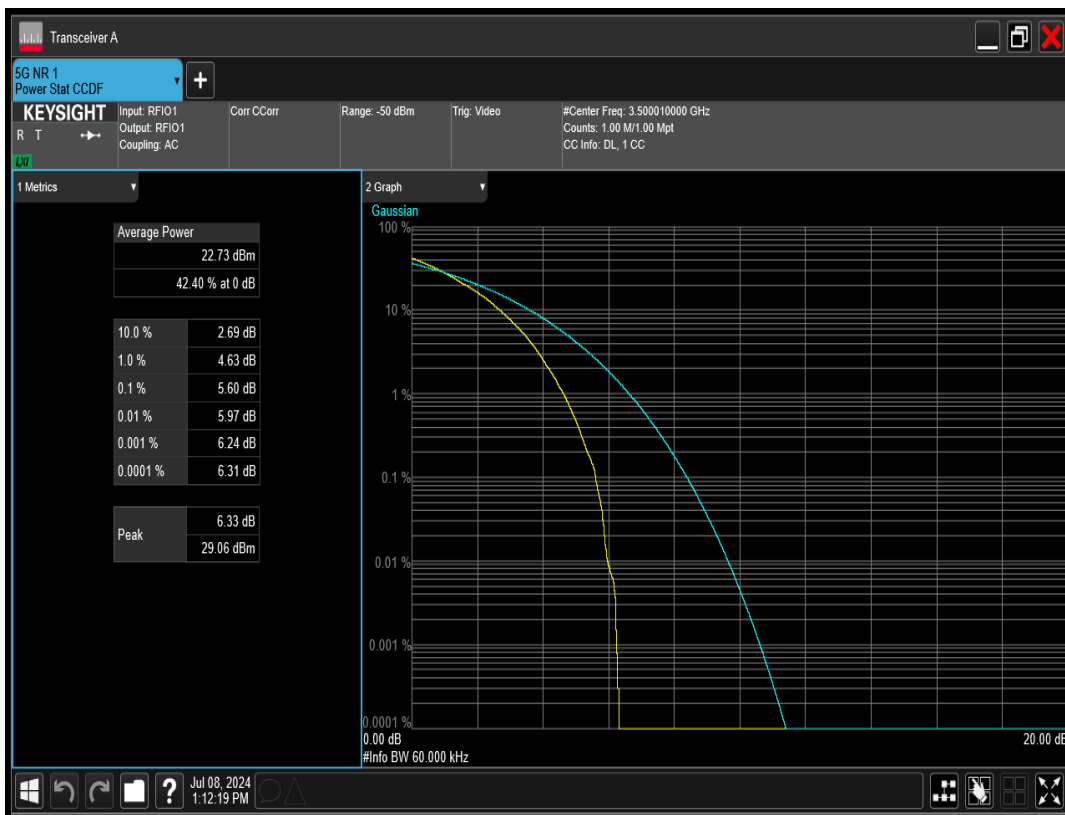 Transceiver A
5G NR 1
Power Stat CCDF
+
KEYSIGHT
R T
LXI
Input: RFIO1
Output: RFIO1
Coupling: AC
Corr CCorr
Range: -50 dBm
Trig: Video
#Center Freq: 3.500010000 GHz
Counts: 1.00 M/1.00 Mpt
CC Info: DL, 1 CC
1 Metrics
Average Power
22.73 dBm
42.40 % at 0 dB
10.0 % 2.69 dB
1.0 % 4.63 dB
0.1 % 5.60 dB
0.01 % 5.97 dB
0.001 % 6.24 dB
0.0001 % 6.31 dB
Peak 6.33 dB
29.06 dBm
2 Graph
Gaussian
100 %
10 %
1 %
0.1 %
0.01 %
0.001 %
0.0001 %
0.00 dB 20.00 dB
#Info BW 60.000 kHz
? Jul 08, 2024
1:12:19 PM